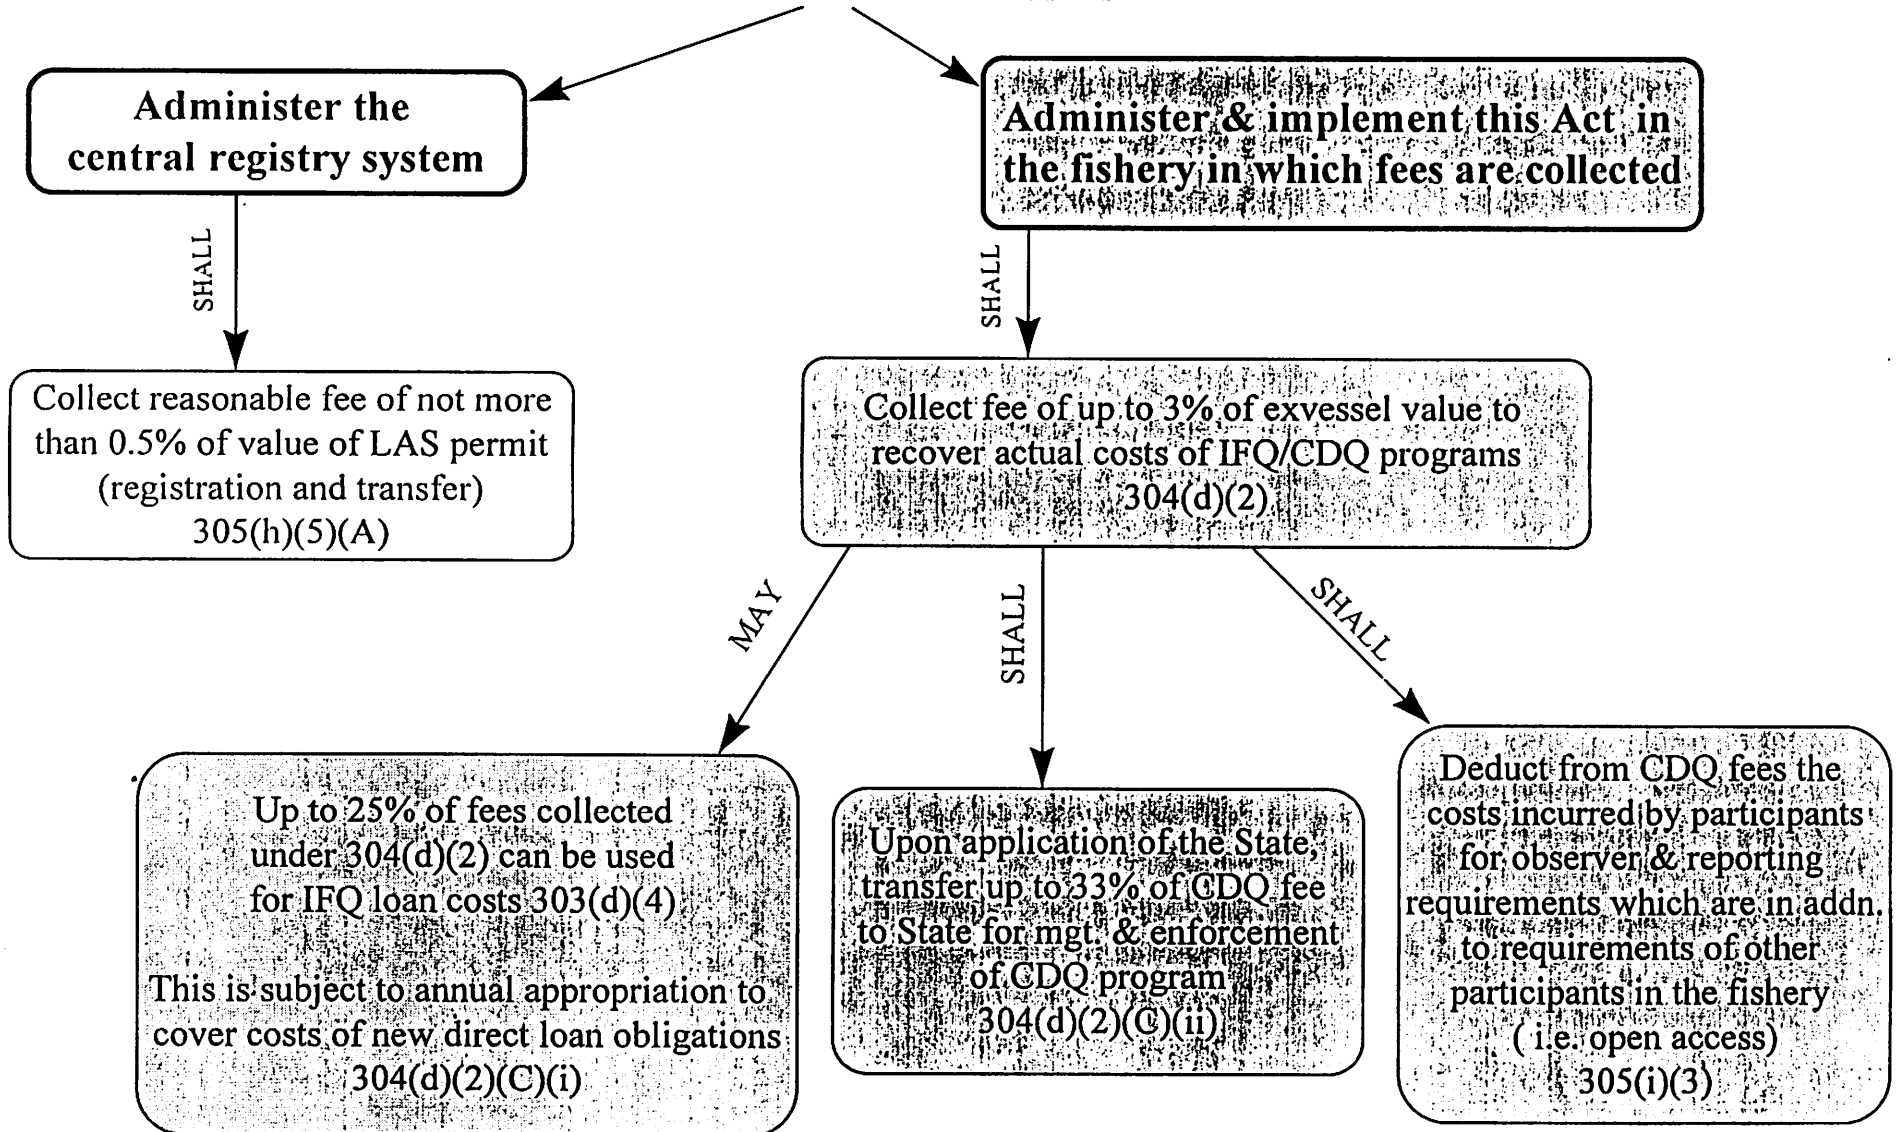 Administer the
central registry system
Administer & implement this Act in
the fishery in which fees are collected
SHALL
SHALL
Collect reasonable fee of not more
than 0.5% of value of LAS permit
(registration and transfer)
305(h)(5)(A)
Collect fee of up to 3% of exvessel value to
recover actual costs of IFQ/CDQ programs
304(d)(2)
MAY
SHALL
SHALL
Up to 25% of fees collected
under 304(d)(2) can be used
for IFQ loan costs 303(d)(4)
This is subject to annual appropriation to
cover costs of new direct loan obligations
304(d)(2)(C)(i)
Upon application of the State,
transfer up to 33% of CDQ fee
to State for mgt. & enforcement
of CDQ program
304(d)(2)(C)(ii)
Deduct from CDQ fees the
costs incurred by participants
for observer & reporting
requirements which are in addn.
to requirements of other
participants in the fishery
( i.e. open access)
305(i)(3)